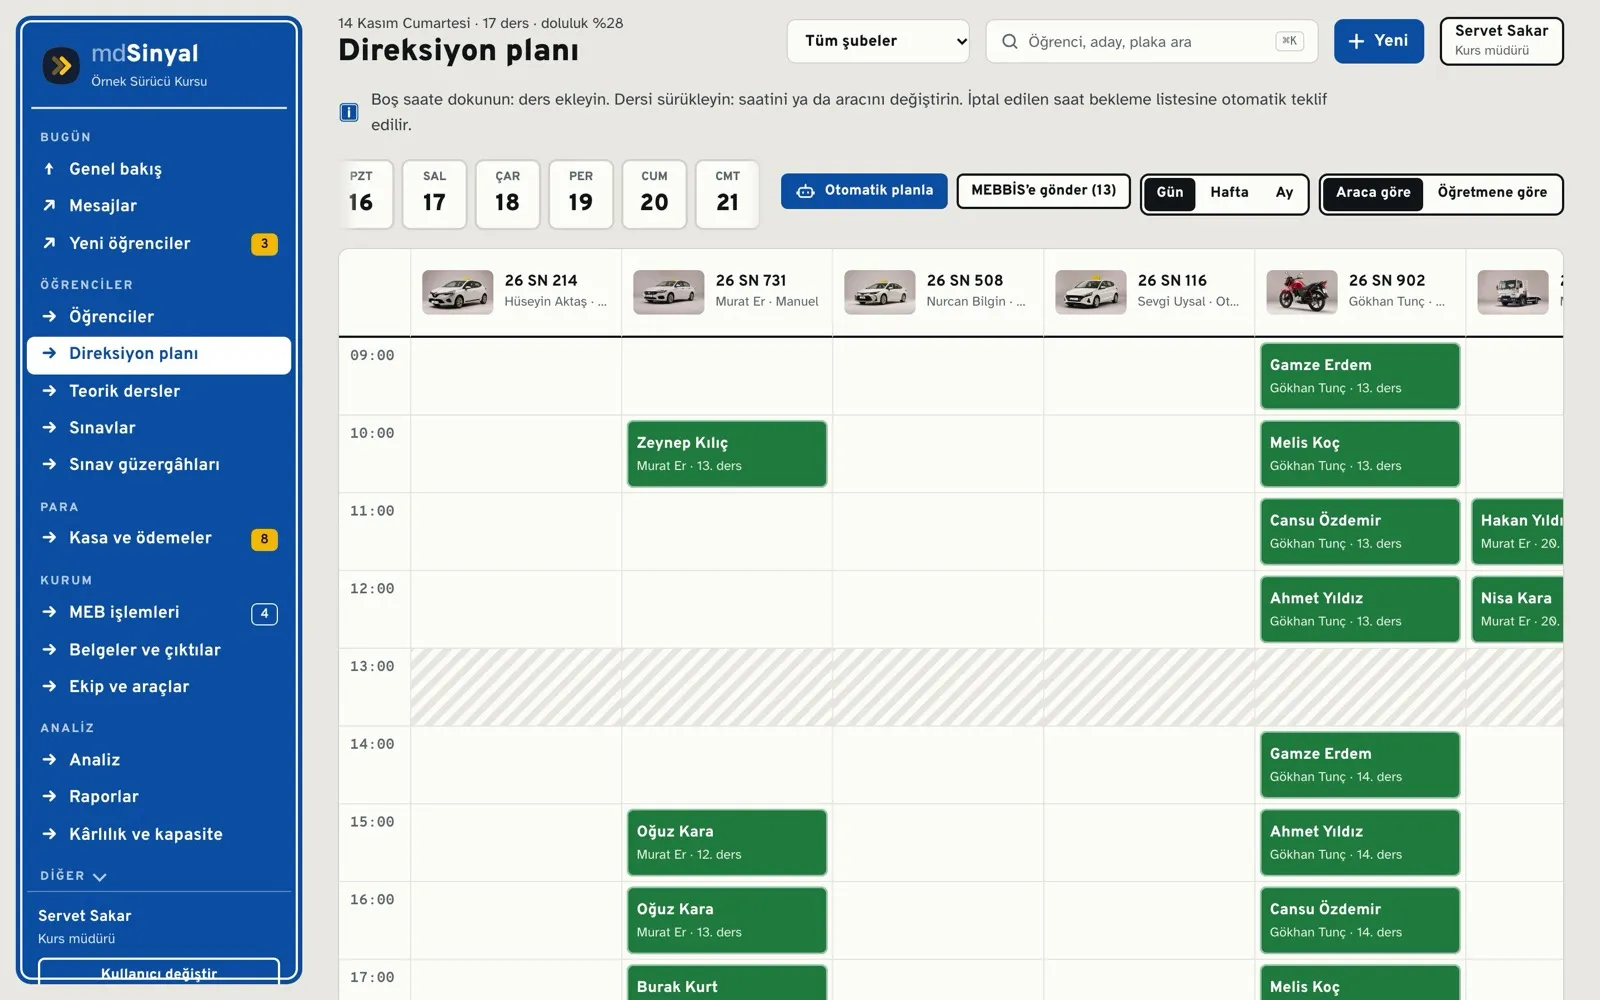 mdSinyal
Örnek Sürücü Kursu
BUGÜN
Genel bakış
Mesajlar
Yeni öğrenciler 3
ÖĞRENCİLER
Öğrenciler
Direksiyon planı
Teorik dersler
Sınavlar
Sınav güzergâhları
PARA
Kasa ve ödemeler 8
KURUM
MEB işlemleri 4
Belgeler ve çıktılar
Ekip ve araçlar
ANALİZ
Analiz
Raporlar
Kârlılık ve kapasite
DİĞER
Servet Sakar
Kurs müdürü
Kullanıcı değiştir
14 Kasım Cumartesi · 17 ders · doluluk %28
Direksiyon planı
Tüm şubeler
Öğrenci, aday, plaka ara ⌘K
+ Yeni
Servet Sakar
Kurs müdürü
i Boş saate dokunun: ders ekleyin. Dersi sürükleyin: saatini ya da aracını değiştirin. İptal edilen saat bekleme listesine otomatik teklif
edilir.
PZT SAL ÇAR PER CUM CMT
16 17 18 19 20 21
Otomatik planla
MEBBİS'e gönder (13)
Gün Hafta Ay
Araca göre Öğretmene göre
26 SN 214 26 SN 731 26 SN 508 26 SN 116 26 SN 902
Hüseyin Aktaş · ... Murat Er · Manuel Nurcan Bilgin · ... Sevgi Uysal · Ot... Gökhan Tunç · ...
09:00 Gamze Erdem
Gökhan Tunç · 13. ders
10:00 Zeynep Kılıç Melis Koç
Murat Er · 13. ders Gökhan Tunç · 13. ders
11:00 Cansu Özdemir Hakan Yıldı
Gökhan Tunç · 13. ders Murat Er · 20.
12:00 Ahmet Yıldız Nisa Kara
Gökhan Tunç · 13. ders Murat Er · 20.
13:00
14:00 Gamze Erdem
Gökhan Tunç · 14. ders
15:00 Oğuz Kara Ahmet Yıldız
Murat Er · 12. ders Gökhan Tunç · 14. ders
16:00 Oğuz Kara Cansu Özdemir
Murat Er · 13. ders Gökhan Tunç · 14. ders
17:00 Burak Kurt Melis Koç